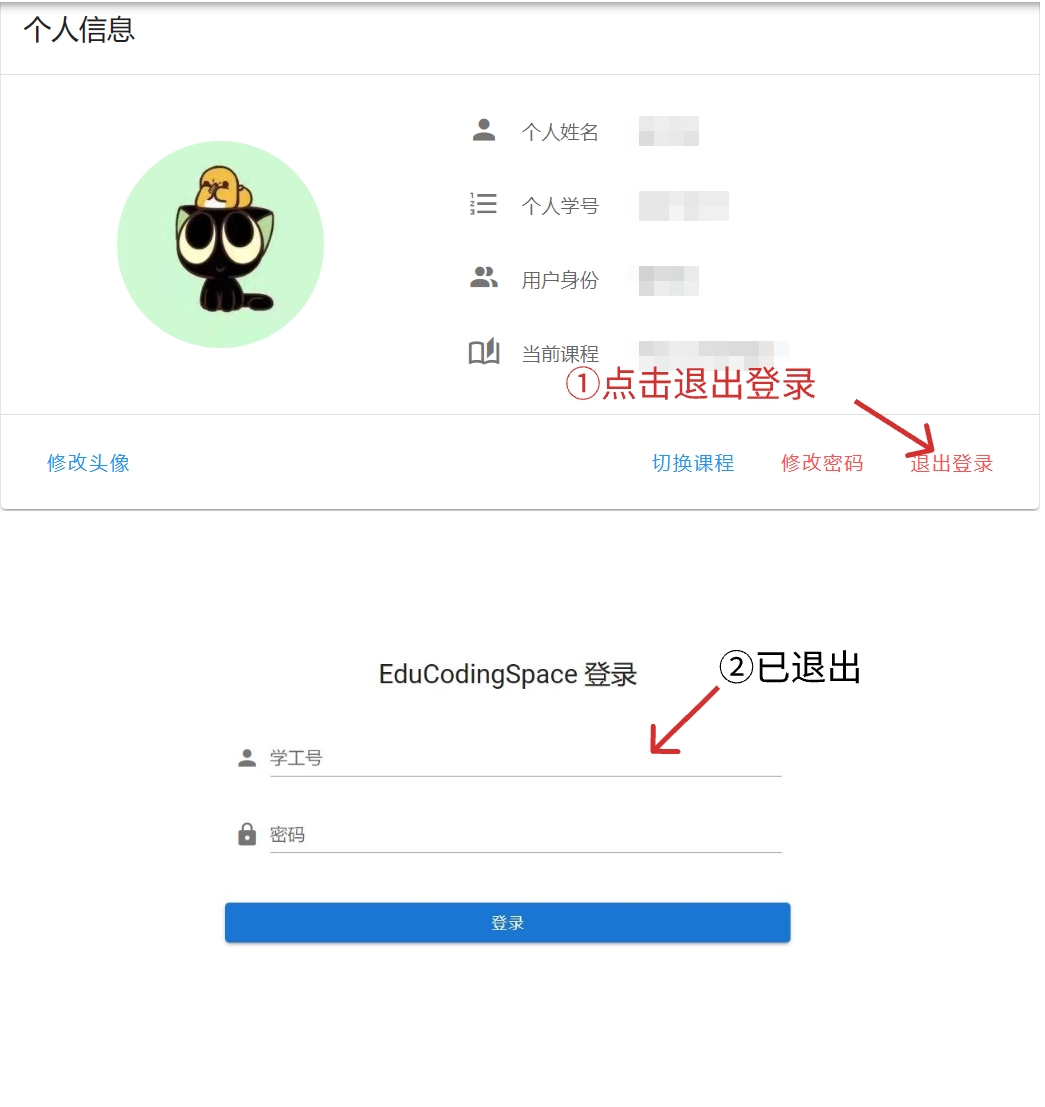 个人信息
个人姓名
个人学号
用户身份
当前课程
①点击退出登录
修改头像
切换课程
修改密码
退出登录
EduCodingSpace 登录
②已退出
学工号
密码
登录